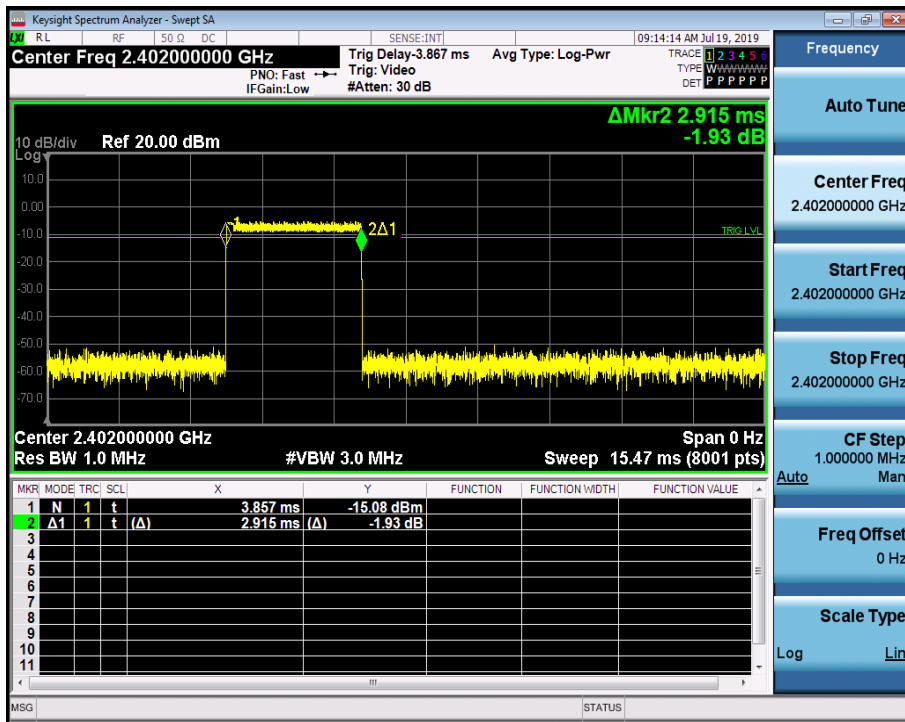 Keysight Spectrum Analyzer - Swept SA
LXI RL RF 50 Ω DC SENSE:INT 09:14:14 AM Jul 19, 2019
Center Freq 2.402000000 GHz
PNO: Fast
IFGain:Low
Trig Delay-3.867 ms
Trig: Video
#Atten: 30 dB
Avg Type: Log-Pwr
TRACE 1 2 3 4 5 6
TYPE WWWWWW
DET P P P P P P
ΔMkr2 2.915 ms
-1.93 dB
10 dB/div Ref 20.00 dBm
Log
10.0
0.00
-10.0
-20.0
-30.0
-40.0
-50.0
-60.0
-70.0
1
2Δ1
TRIG LVL
Center 2.402000000 GHz Span 0 Hz
Res BW 1.0 MHz #VBW 3.0 MHz Sweep 15.47 ms (8001 pts)
MKR MODE TRC SCL X Y FUNCTION FUNCTION WIDTH FUNCTION VALUE
1 N 1 t 3.857 ms -15.08 dBm
2 Δ1 1 t (Δ) 2.915 ms (Δ) -1.93 dB
3
4
5
6
7
8
9
10
11
MSG STATUS
Frequency
Auto Tune
Center Freq
2.402000000 GHz
Start Freq
2.402000000 GHz
Stop Freq
2.402000000 GHz
CF Step
1.000000 MHz
Auto Man
Freq Offset
0 Hz
Scale Type
Log Lin